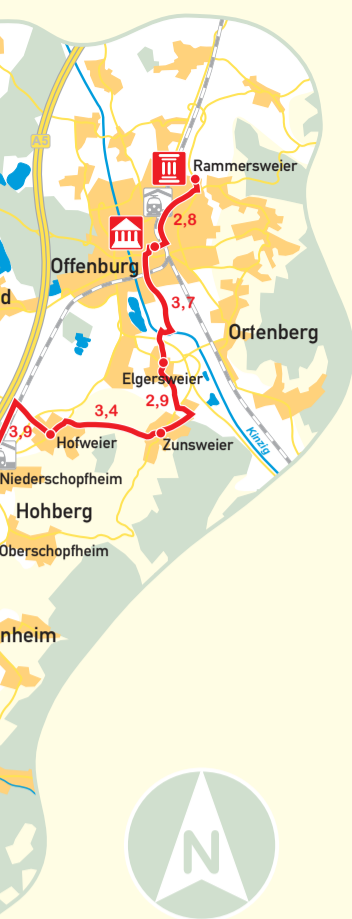 A5
Rammersweier
2,8
Offenburg
d
3,7
Ortenberg
Elgersweier
2,9
3,4
3,9
Hofweier
Zunsweier
Kinzig
Niederschopfheim
Hohberg
Oberschopfheim
nheim
N